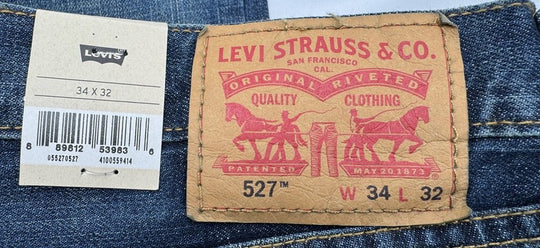 Levi's
34 X 32
8 89812 53983 6
055270527 4100559414
LEVI STRAUSS & CO.
SAN FRANCISCO
CAL.
ORIGINAL RIVETED
QUALITY CLOTHING
PATENTED MAY 20 1873
527™ W 34 L 32